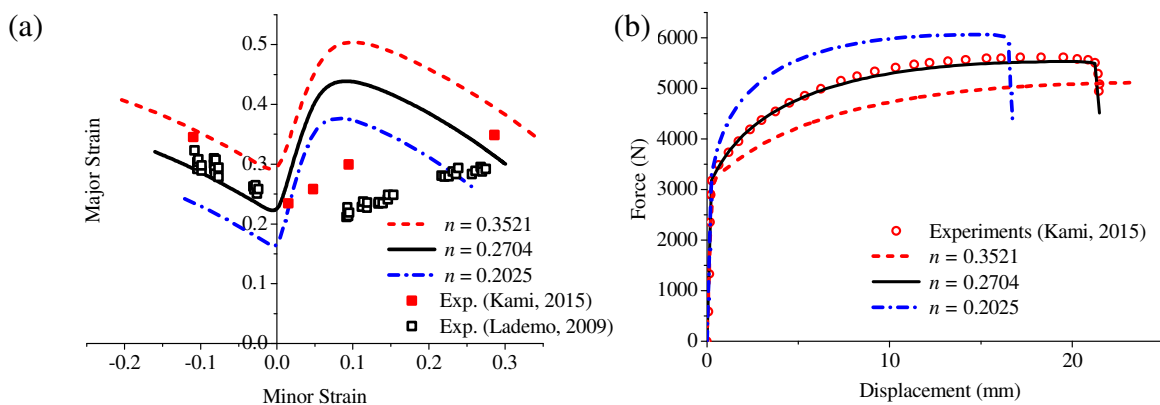 (a)
Major Strain
0.5
0.4
0.3
0.2
0.1
0.0
-0.2
-0.1
0.0
0.1
0.2
0.3
Minor Strain
n = 0.3521
n = 0.2704
n = 0.2025
Exp. (Kami, 2015)
Exp. (Lademo, 2009)
(b)
Force (N)
6000
5000
4000
3000
2000
1000
0
0
10
20
Displacement (mm)
Experiments (Kami, 2015)
n = 0.3521
n = 0.2704
n = 0.2025